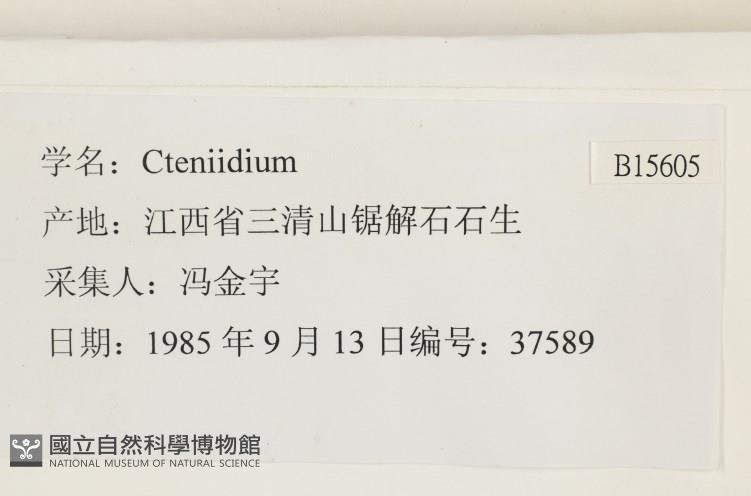 学名：Cteniidium
B15605
产地：江西省三清山锯解石石生
采集人：冯金宇
日期：1985 年 9 月 13 日编号：37589
國立自然科學博物館
NATIONAL MUSEUM OF NATURAL SCIENCE